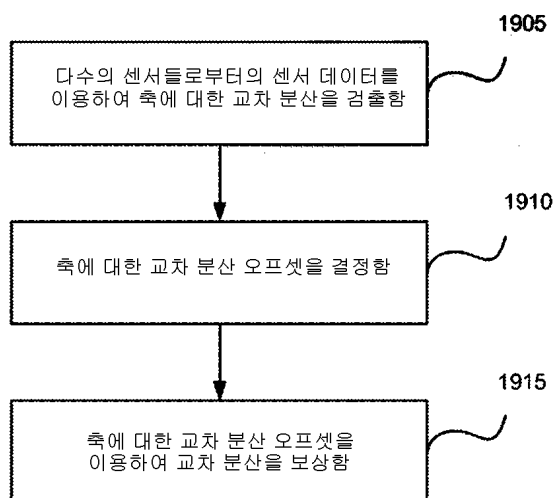 1905
다수의 센서들로부터의 센서 데이터를
이용하여 축에 대한 교차 분산을 검출함
1910
축에 대한 교차 분산 오프셋을 결정함
1915
축에 대한 교차 분산 오프셋을
이용하여 교차 분산을 보상함